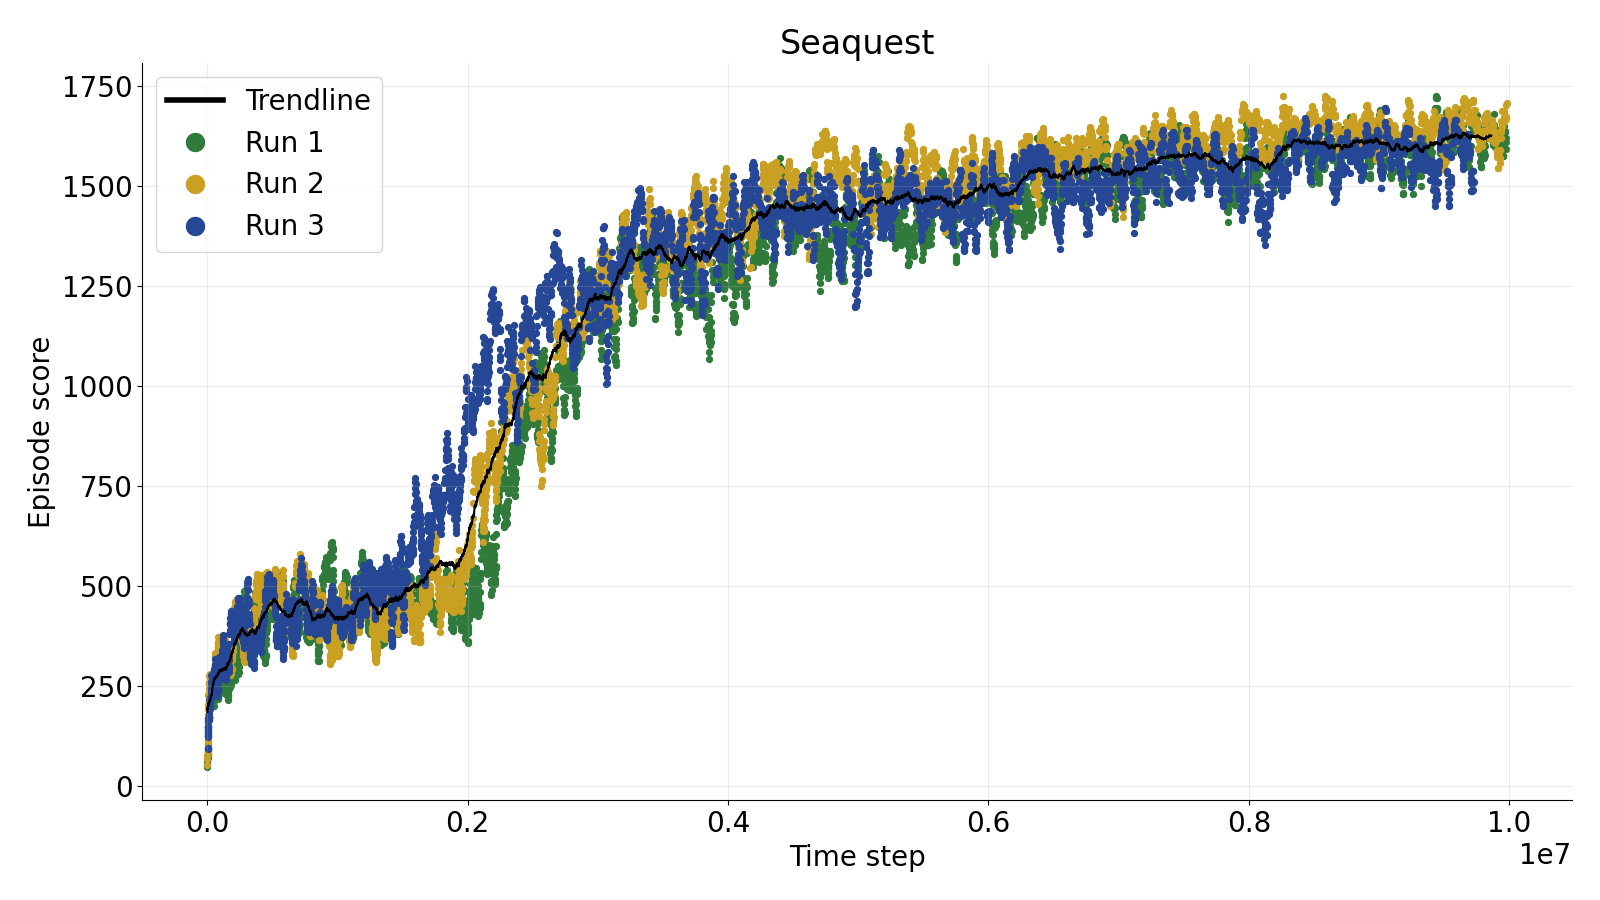 Seaquest
Trendline
Run 1
Run 2
Run 3
Episode score
1750
1500
1250
1000
750
500
250
0
0.0 0.2 0.4 0.6 0.8 1.0
1e7
Time step